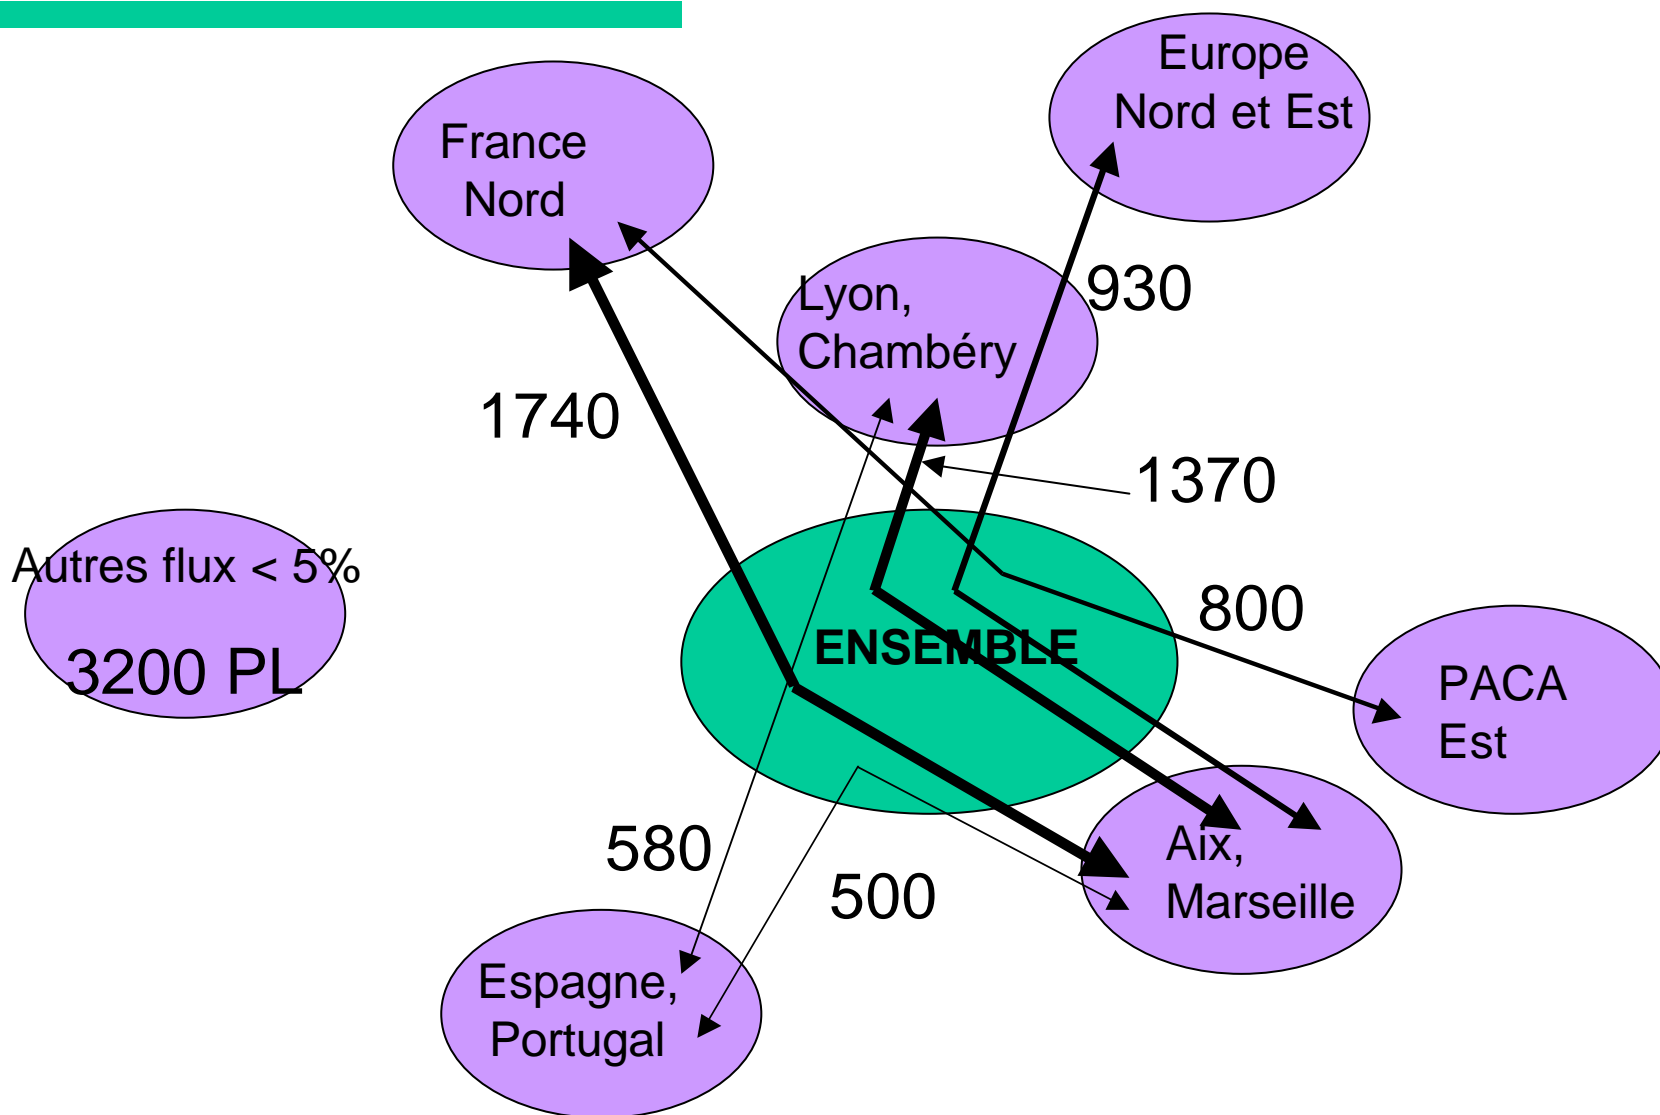 Europe
Nord et Est
France
Nord
Lyon,
Chambéry
930
1740
1370
Autres flux < 5%
3200 PL
ENSEMBLE
800
PACA
Est
580
500
Aix,
Marseille
Espagne,
Portugal